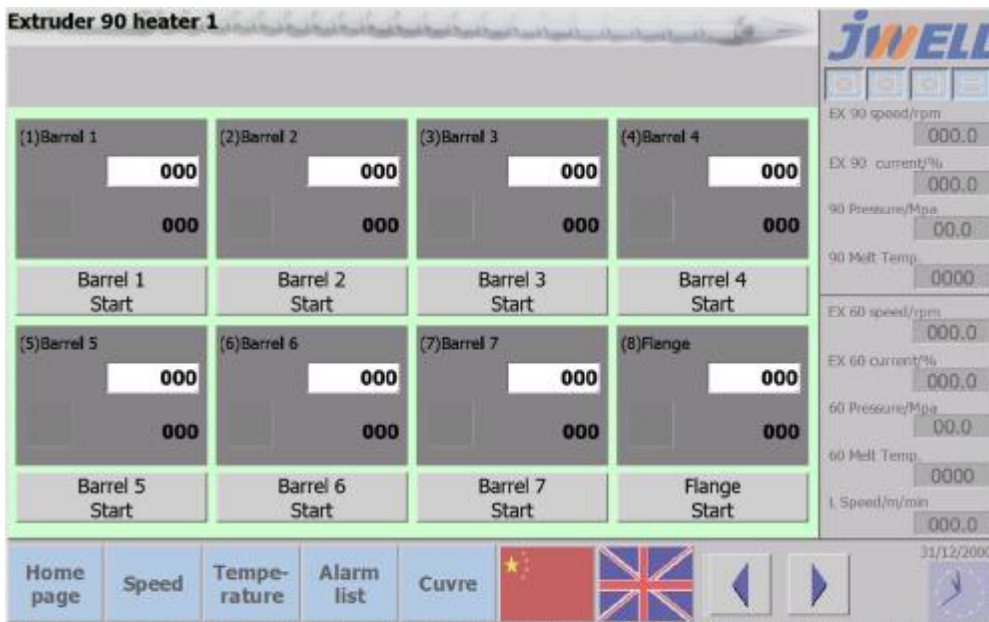 Extruder 90 heater 1
JWELL
EX 90 speed/rpm
000.0
EX 90 current/%
000.0
90 Pressure/Mpa
00.0
90 Melt Temp.
0000
EX 60 speed/rpm
000.0
EX 60 current/%
000.0
60 Pressure/Mpa
00.0
60 Melt Temp.
0000
L Speed/m/min
000.0
(1)Barrel 1
000
000
(2)Barrel 2
000
000
(3)Barrel 3
000
000
(4)Barrel 4
000
000
Barrel 1
Start
Barrel 2
Start
Barrel 3
Start
Barrel 4
Start
(5)Barrel 5
000
000
(6)Barrel 6
000
000
(7)Barrel 7
000
000
(8)Flange
000
000
Barrel 5
Start
Barrel 6
Start
Barrel 7
Start
Flange
Start
Home
page
Speed
Tempe-
rature
Alarm
list
Cuvre
31/12/2000